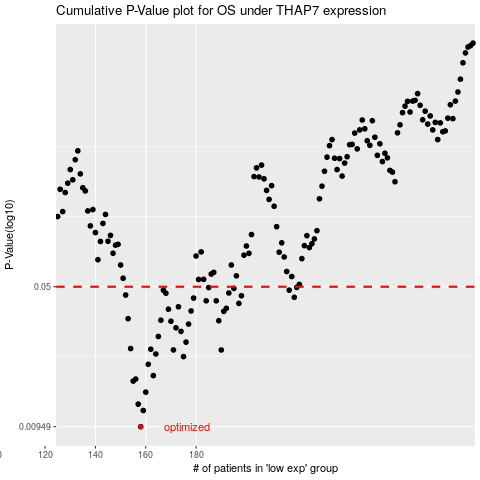 Cumulative P-Value plot for OS under THAP7 expression
P-Value(log10)
0.05
0.00949
optimized
0 120 140 160 180
# of patients in 'low exp' group